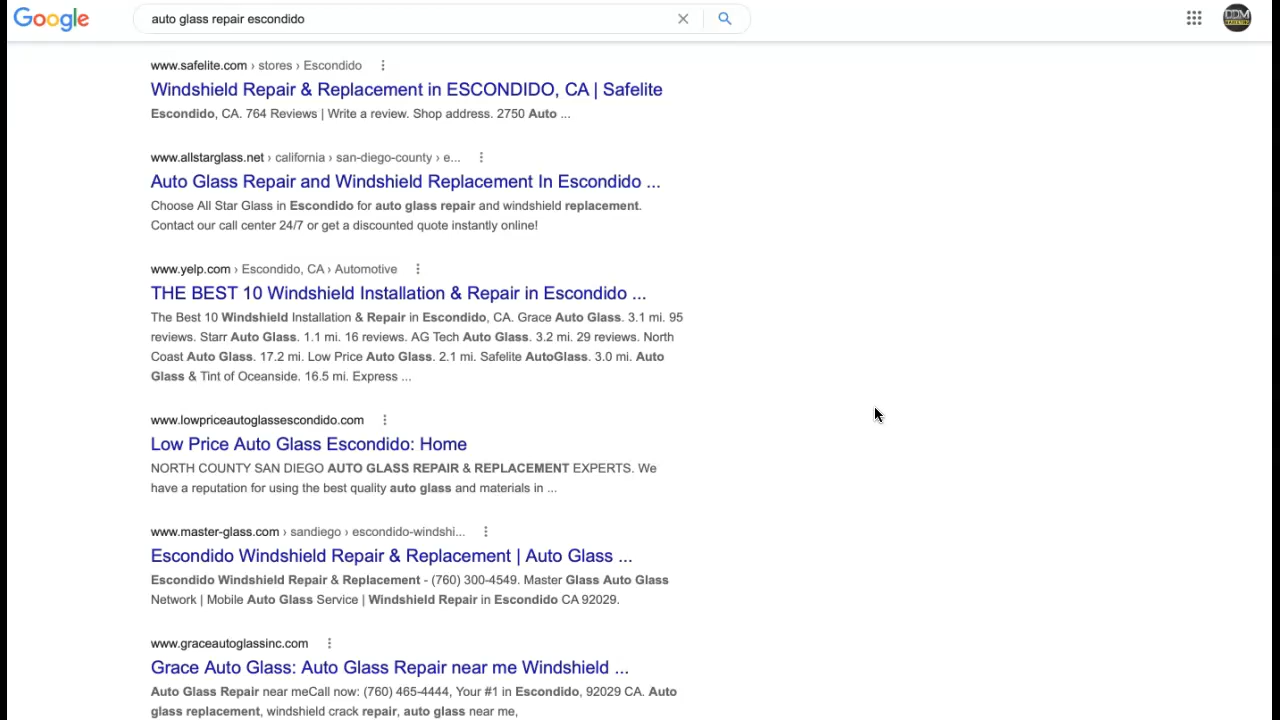 Google
auto glass repair escondido
DDM
www.safelite.com › stores › Escondido
Windshield Repair & Replacement in ESCONDIDO, CA | Safelite
Escondido, CA. 764 Reviews | Write a review. Shop address. 2750 Auto ...
www.allstarglass.net › california › san-diego-county › e...
Auto Glass Repair and Windshield Replacement In Escondido ...
Choose All Star Glass in Escondido for auto glass repair and windshield replacement.
Contact our call center 24/7 or get a discounted quote instantly online!
www.yelp.com › Escondido, CA › Automotive
THE BEST 10 Windshield Installation & Repair in Escondido ...
The Best 10 Windshield Installation & Repair in Escondido, CA. Grace Auto Glass. 3.1 mi. 95
reviews. Starr Auto Glass. 1.1 mi. 16 reviews. AG Tech Auto Glass. 3.2 mi. 29 reviews. North
Coast Auto Glass. 17.2 mi. Low Price Auto Glass. 2.1 mi. Safelite AutoGlass. 3.0 mi. Auto
Glass & Tint of Oceanside. 16.5 mi. Express ...
www.lowpriceautoglassescondido.com
Low Price Auto Glass Escondido: Home
NORTH COUNTY SAN DIEGO AUTO GLASS REPAIR & REPLACEMENT EXPERTS. We
have a reputation for using the best quality auto glass and materials in ...
www.master-glass.com › sandiego › escondido-windshi...
Escondido Windshield Repair & Replacement | Auto Glass ...
Escondido Windshield Repair & Replacement - (760) 300-4549. Master Glass Auto Glass
Network | Mobile Auto Glass Service | Windshield Repair in Escondido CA 92029.
www.graceautoglassinc.com
Grace Auto Glass: Auto Glass Repair near me Windshield ...
Auto Glass Repair near meCall now: (760) 465-4444, Your #1 in Escondido, 92029 CA. Auto
glass replacement, windshield crack repair, auto glass near me,